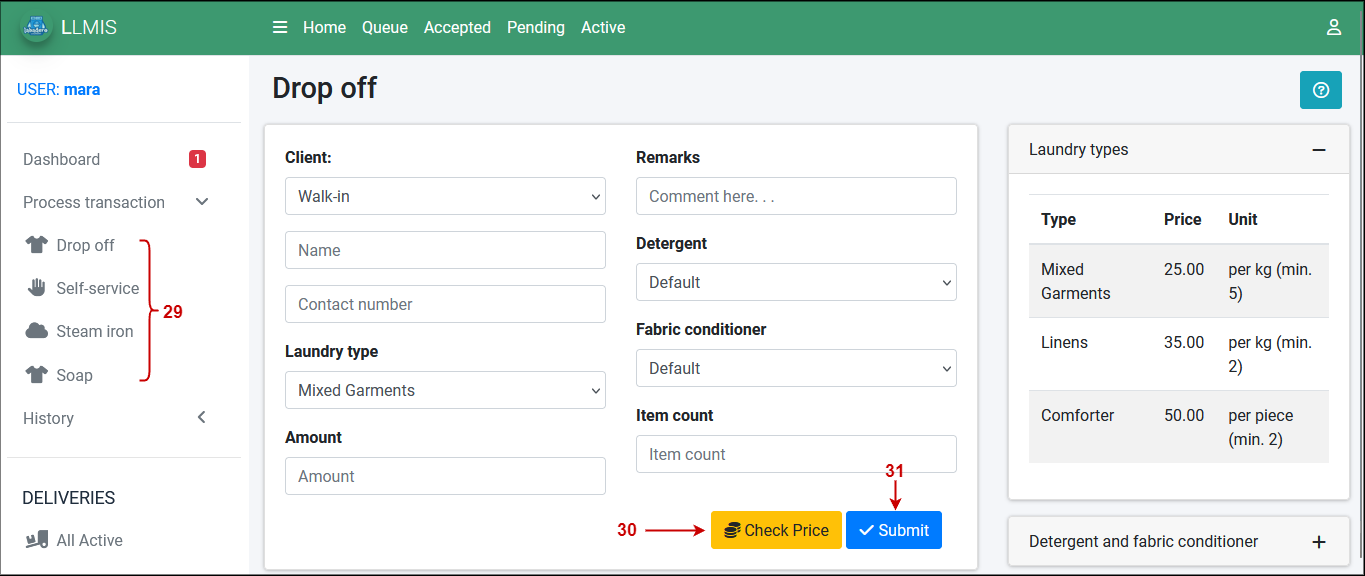 LLMIS
Home Queue Accepted Pending Active
USER: mara
Dashboard 1
Process transaction
Drop off
Self-service
Steam iron
Soap
29
History
DELIVERIES
All Active
Drop off
Client:
Walk-in
Name
Contact number
Laundry type
Mixed Garments
Amount
Amount
Remarks
Comment here. . .
Detergent
Default
Fabric conditioner
Default
Item count
Item count
31
30
Check Price
Submit
Laundry types
Type Price Unit
Mixed 25.00 per kg (min.
Garments 5)
Linens 35.00 per kg (min.
2)
Comforter 50.00 per piece
(min. 2)
Detergent and fabric conditioner